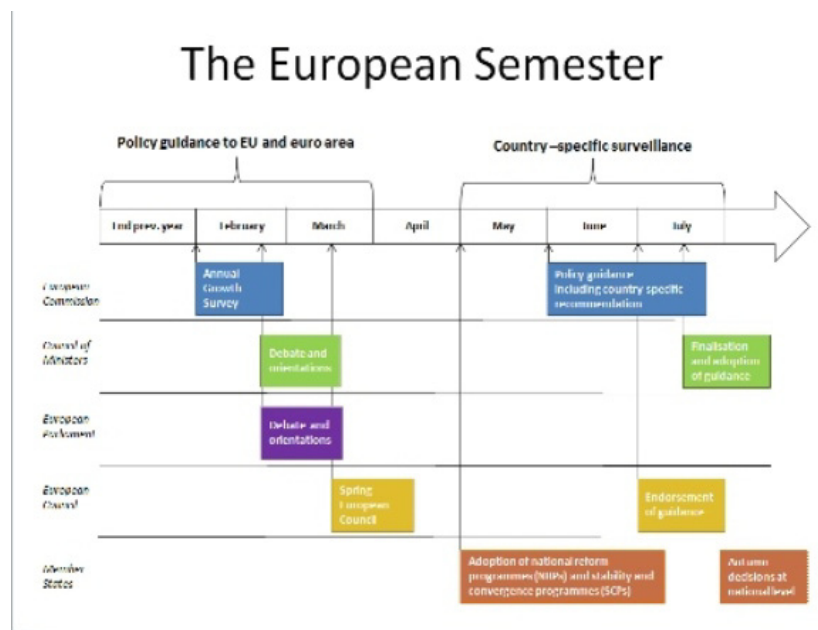 The European Semester
Policy guidance to EU and euro area
Country –specific surveillance
End prev. year
February
March
April
May
June
July
European
Commission
Annual
Growth
Survey
Policy guidance
including country specific
recommendation
Council of
Ministers
Debate and
orientations
Finalisation
and adoption
of guidance
European
Parliament
Debate and
orientations
European
Council
Spring
European
Council
Endorsement
of guidance
Member
States
Adoption of national reform
programmes (NRPs) and stability and
convergence programmes (SCPs)
Autumn
decisions at
national level